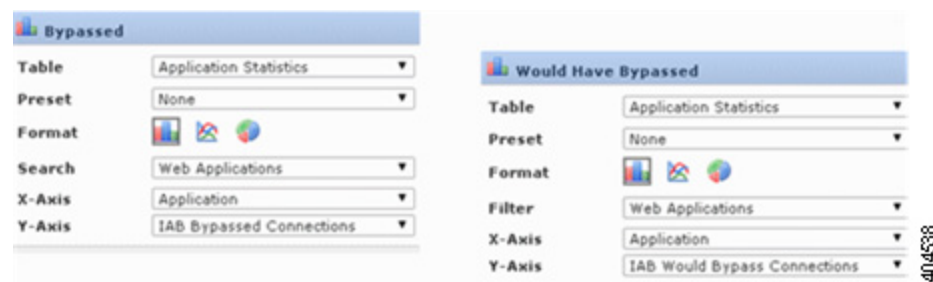 Bypassed
Table Application Statistics
Preset None
Format
Search Web Applications
X-Axis Application
Y-Axis IAB Bypassed Connections
Would Have Bypassed
Table Application Statistics
Preset None
Format
Filter Web Applications
X-Axis Application
Y-Axis IAB Would Bypass Connections
404538